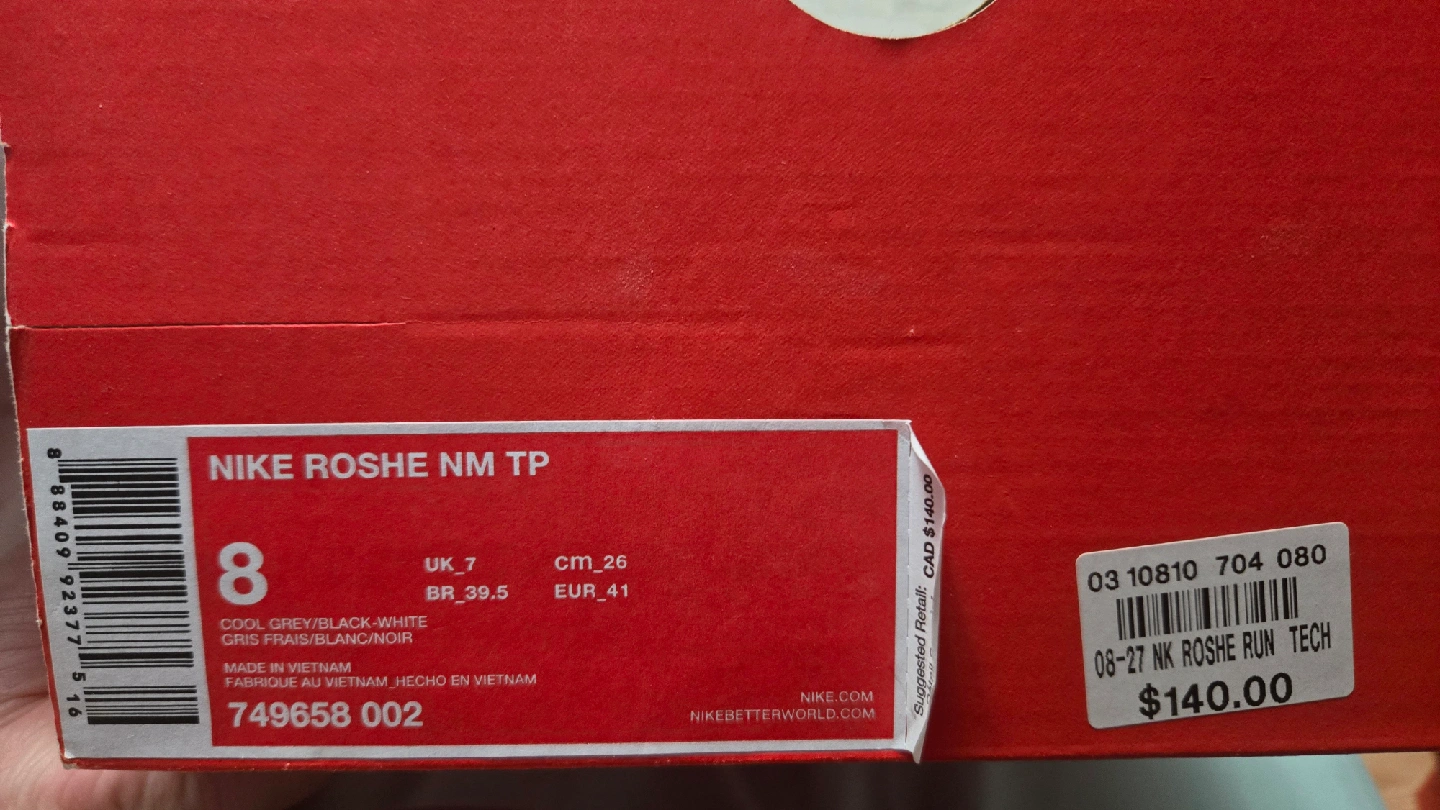 NIKE ROSHE NM TP
8
UK_7 cm_26
BR_39.5 EUR_41
COOL GREY/BLACK-WHITE
GRIS FRAIS/BLANC/NOIR
MADE IN VIETNAM
FABRIQUE AU VIETNAM_HECHO EN VIETNAM
749658 002
NIKE.COM
NIKEBETTERWORLD.COM
8 88409 92377 5 16
Suggested Retail: CAD $140.00
03 10810 704 080
08-27 NK ROSHE RUN TECH
$140.00